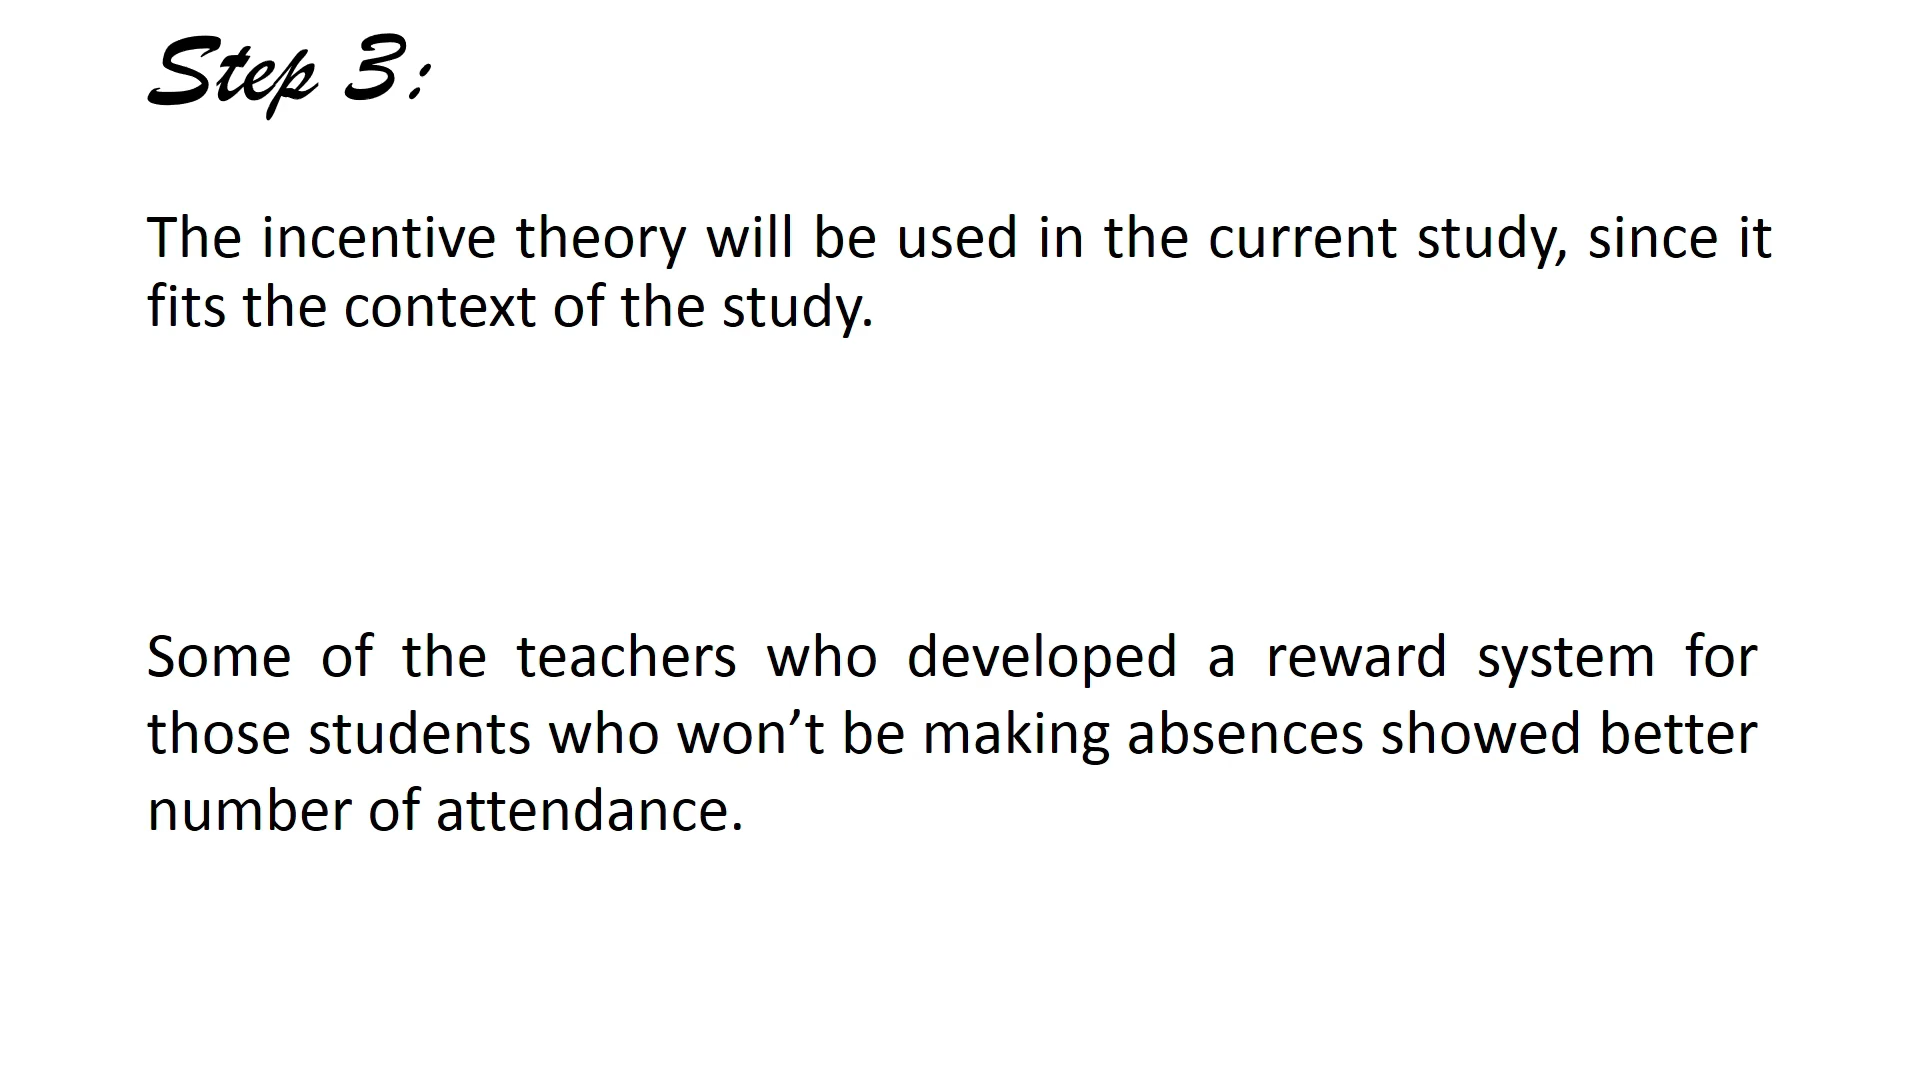 Step 3:
The incentive theory will be used in the current study, since it
fits the context of the study.
Some of the teachers who developed a reward system for
those students who won’t be making absences showed better
number of attendance.